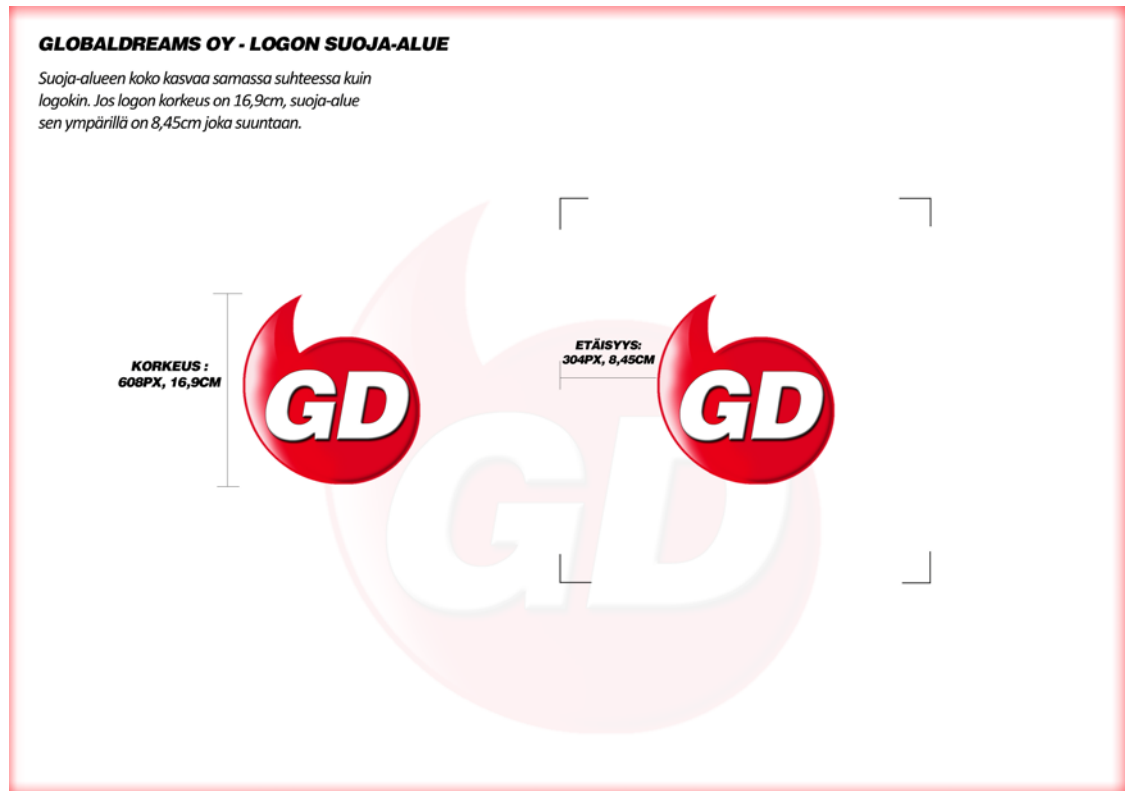 GLOBALDREAMS OY - LOGON SUOJA-ALUE
Suoja-alueen koko kasvaa samassa suhteessa kuin
logokin. Jos logon korkeus on 16,9cm, suoja-alue
sen ympärillä on 8,45cm joka suuntaan.
KORKEUS :
608PX, 16,9CM
GD
ETÄISYYS:
304PX, 8,45CM
GD
GD